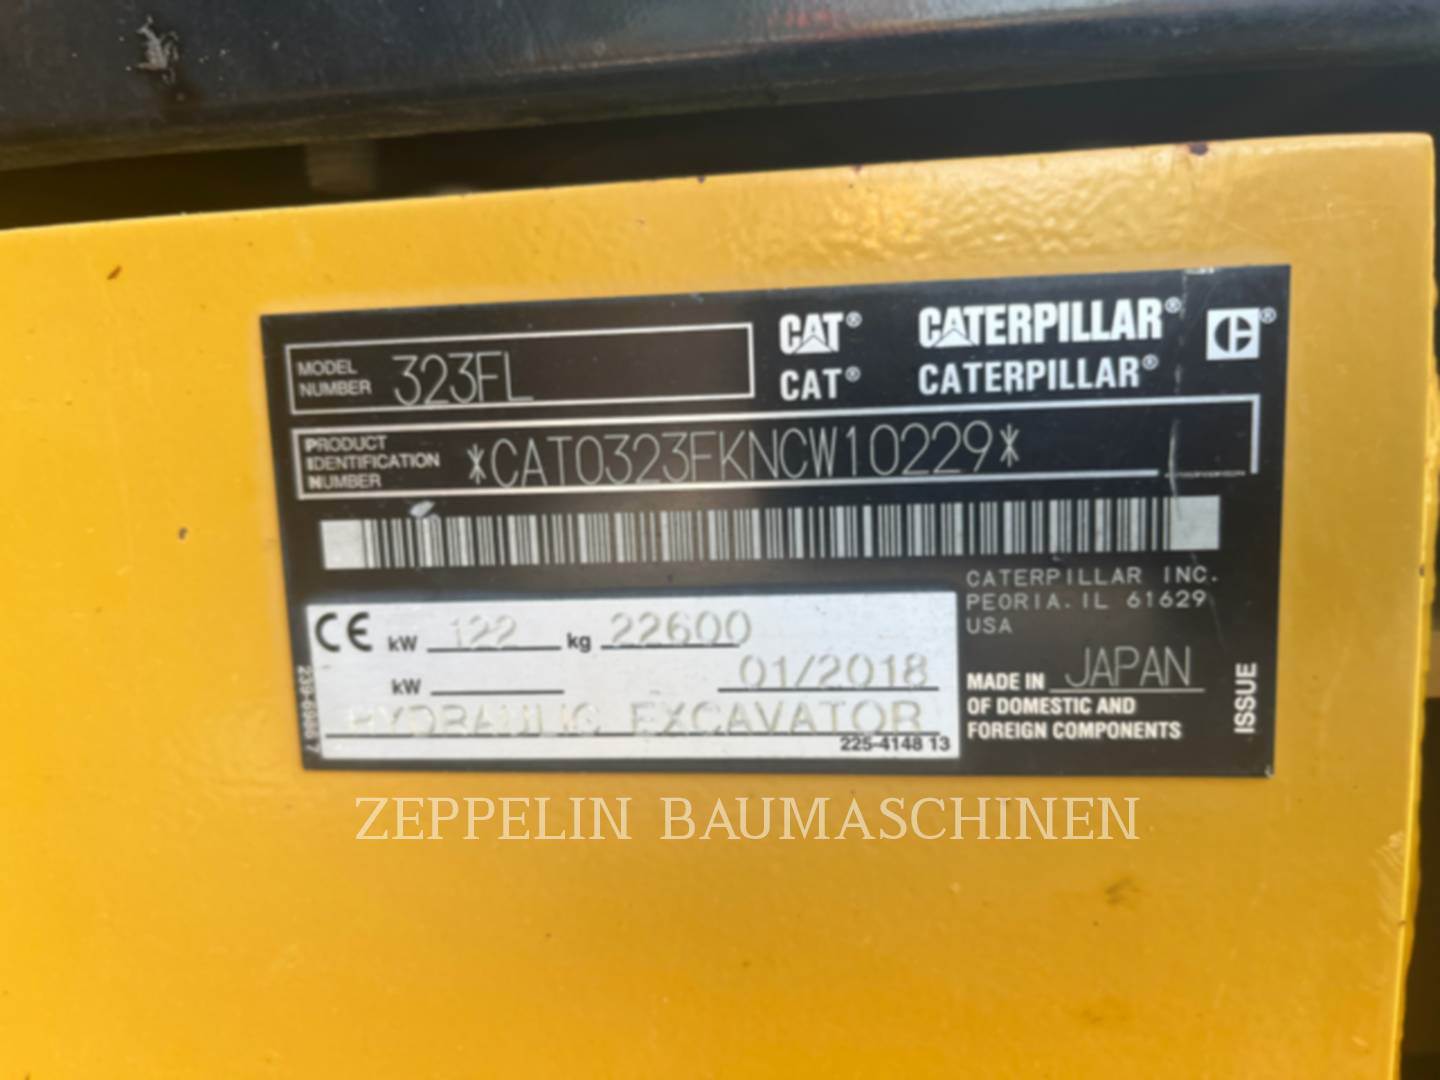 CAT® CATERPILLAR®
CAT® CATERPILLAR®
MODEL NUMBER 323FL
PRODUCT IDENTIFICATION NUMBER *CAT0323FKNCW10229*
CATERPILLAR INC.
PEORIA. IL 61629
USA
CE kW 122 kg 22600
kW 01/2018
HYDRAULIC EXCAVATOR
225-4148 13
MADE IN JAPAN
OF DOMESTIC AND
FOREIGN COMPONENTS
ISSUE
ZEPPELIN BAUMASCHINEN